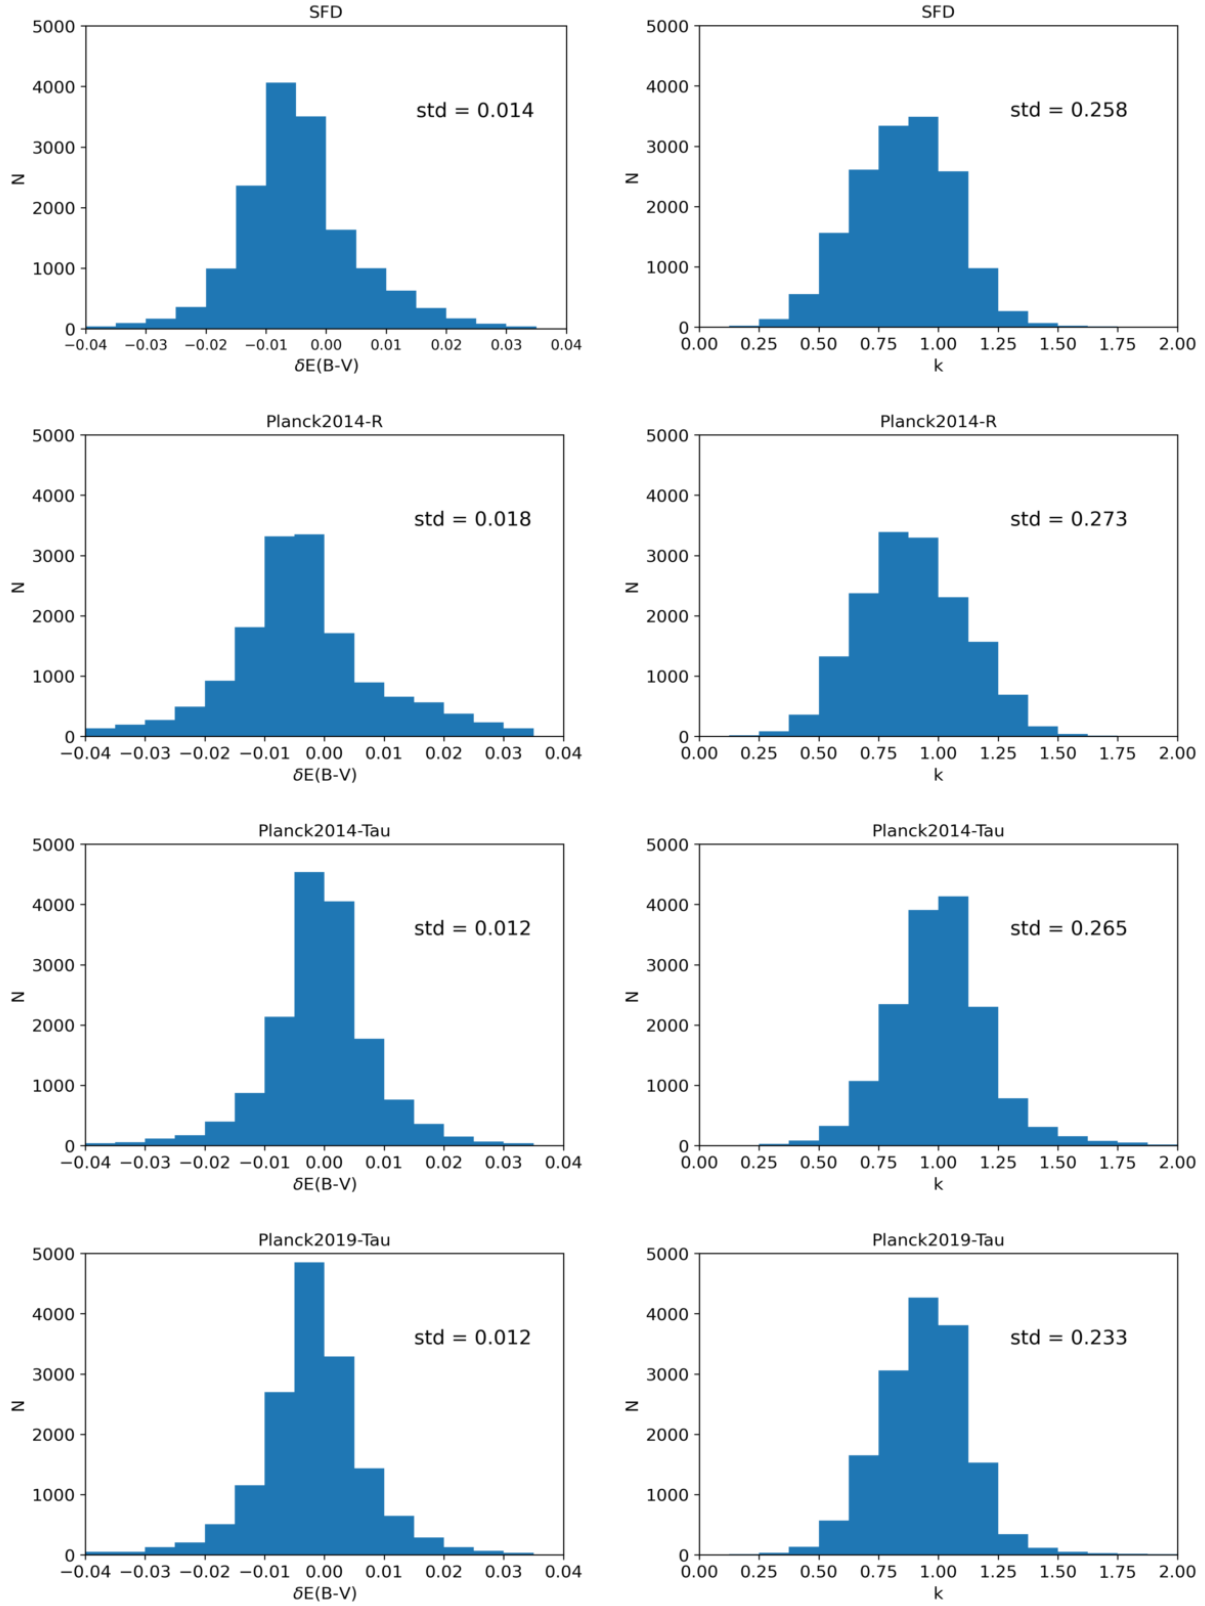 SFD
5000
4000
3000
2000
1000
0
N
std = 0.014
−0.04 −0.03 −0.02 −0.01 0.00 0.01 0.02 0.03 0.04
δE(B-V)
SFD
5000
4000
3000
2000
1000
0
N
std = 0.258
0.00 0.25 0.50 0.75 1.00 1.25 1.50 1.75 2.00
k
Planck2014-R
5000
4000
3000
2000
1000
0
N
std = 0.018
−0.04 −0.03 −0.02 −0.01 0.00 0.01 0.02 0.03 0.04
δE(B-V)
Planck2014-R
5000
4000
3000
2000
1000
0
N
std = 0.273
0.00 0.25 0.50 0.75 1.00 1.25 1.50 1.75 2.00
k
Planck2014-Tau
5000
4000
3000
2000
1000
0
N
std = 0.012
−0.04 −0.03 −0.02 −0.01 0.00 0.01 0.02 0.03 0.04
δE(B-V)
Planck2014-Tau
5000
4000
3000
2000
1000
0
N
std = 0.265
0.00 0.25 0.50 0.75 1.00 1.25 1.50 1.75 2.00
k
Planck2019-Tau
5000
4000
3000
2000
1000
0
N
std = 0.012
−0.04 −0.03 −0.02 −0.01 0.00 0.01 0.02 0.03 0.04
δE(B-V)
Planck2019-Tau
5000
4000
3000
2000
1000
0
N
std = 0.233
0.00 0.25 0.50 0.75 1.00 1.25 1.50 1.75 2.00
k